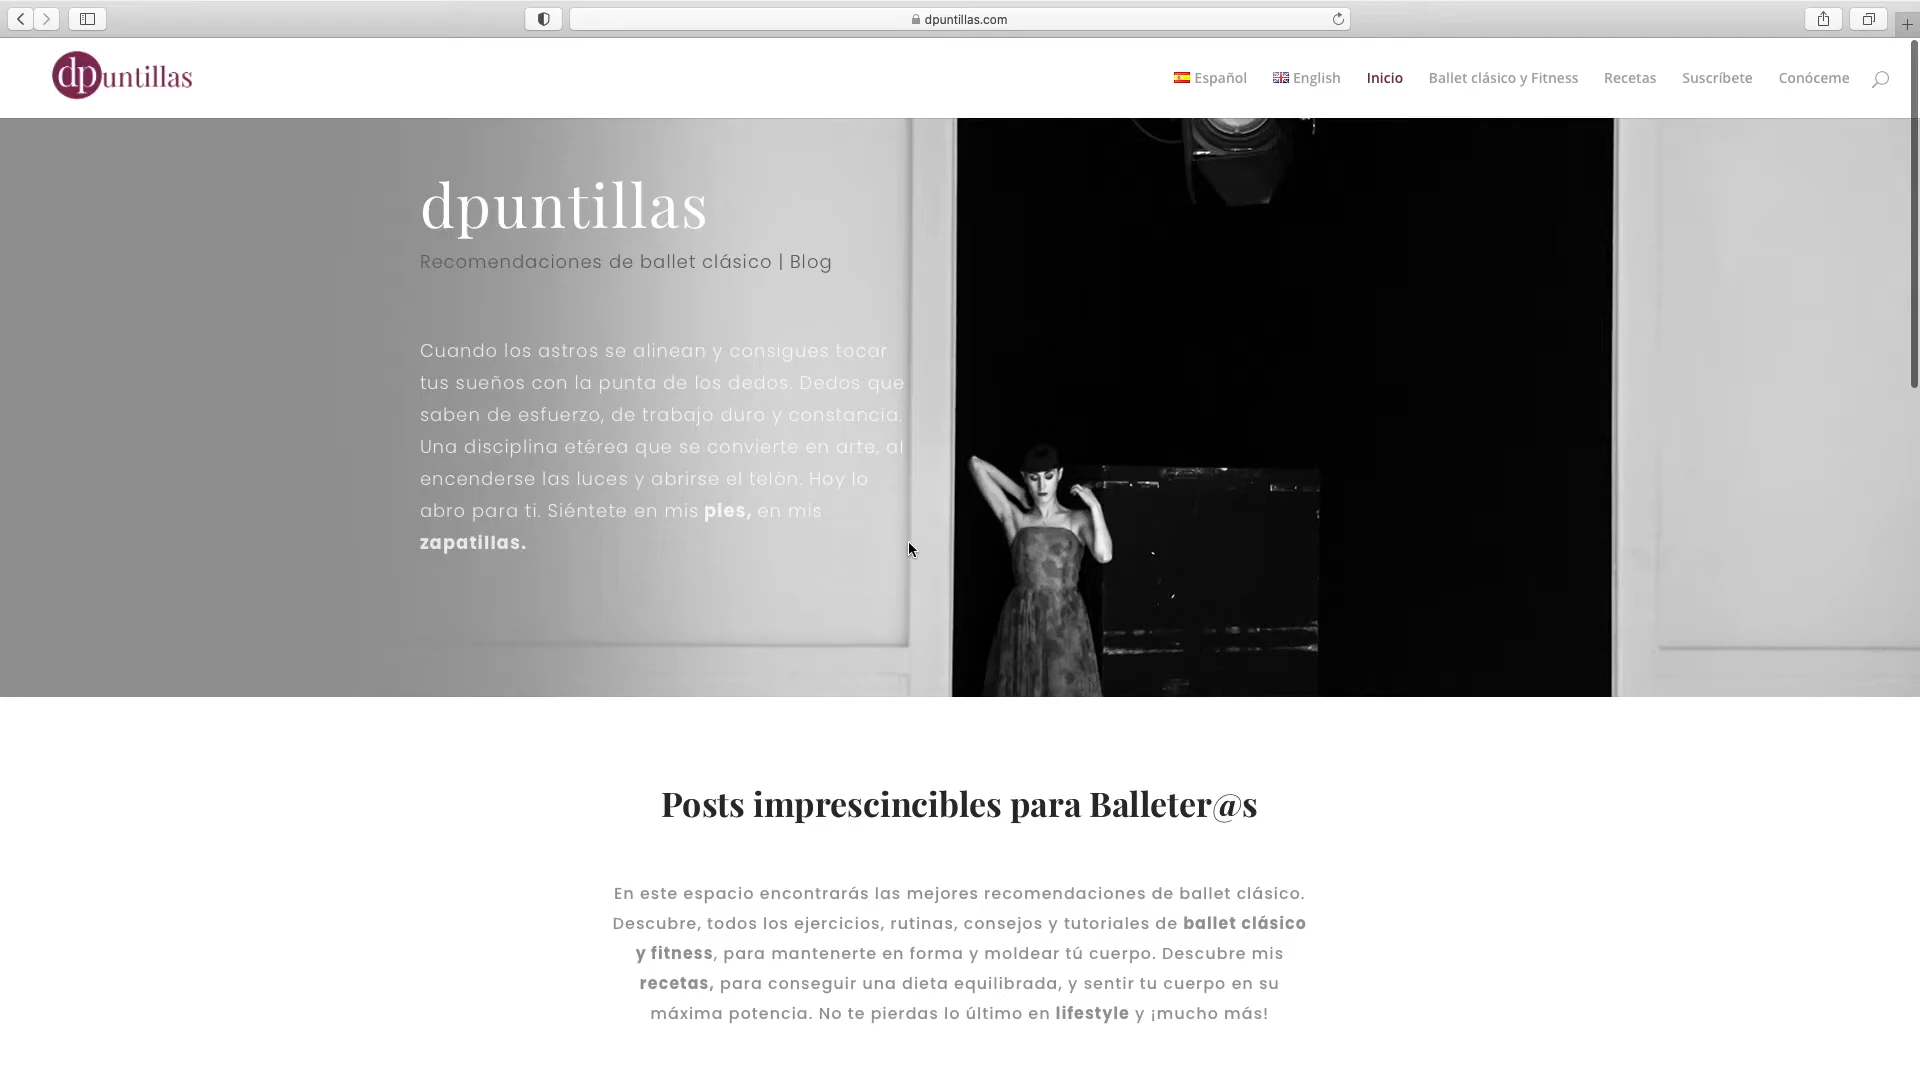 dpuntillas.com
dpuntillas
Español English Inicio Ballet clásico y Fitness Recetas Suscríbete Conóceme
dpuntillas
Recomendaciones de ballet clásico | Blog
Cuando los astros se alinean y consigues tocar
tus sueños con la punta de los dedos. Dedos que
saben de esfuerzo, de trabajo duro y constancia.
Una disciplina etérea que se convierte en arte, al
encenderse las luces y abrirse el telón. Hoy lo
abro para ti. Siéntete en mis pies, en mis
zapatillas.
Posts imprescincibles para Balleter@s
En este espacio encontrarás las mejores recomendaciones de ballet clásico.
Descubre, todos los ejercicios, rutinas, consejos y tutoriales de ballet clásico
y fitness, para mantenerte en forma y moldear tú cuerpo. Descubre mis
recetas, para conseguir una dieta equilibrada, y sentir tu cuerpo en su
máxima potencia. No te pierdas lo último en lifestyle y ¡mucho más!